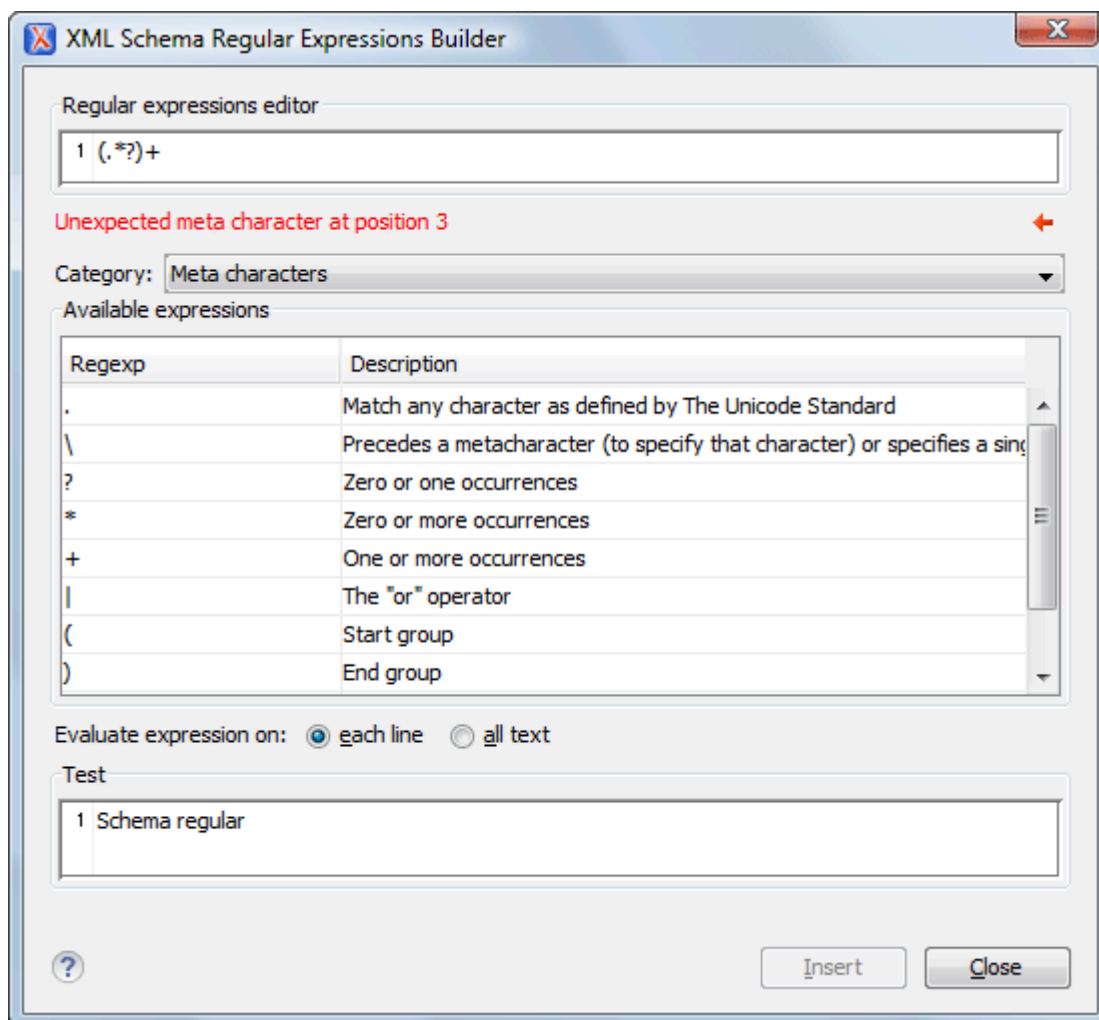 XML Schema Regular Expressions Builder
Regular expressions editor
1 (.*?)+
Unexpected meta character at position 3
Category: Meta characters
Available expressions
Regexp Description
. Match any character as defined by The Unicode Standard
\ Precedes a metacharacter (to specify that character) or specifies a sing
? Zero or one occurrences
* Zero or more occurrences
+ One or more occurrences
| The "or" operator
( Start group
) End group
Evaluate expression on: each line all text
Test
1 Schema regular
? Insert Close